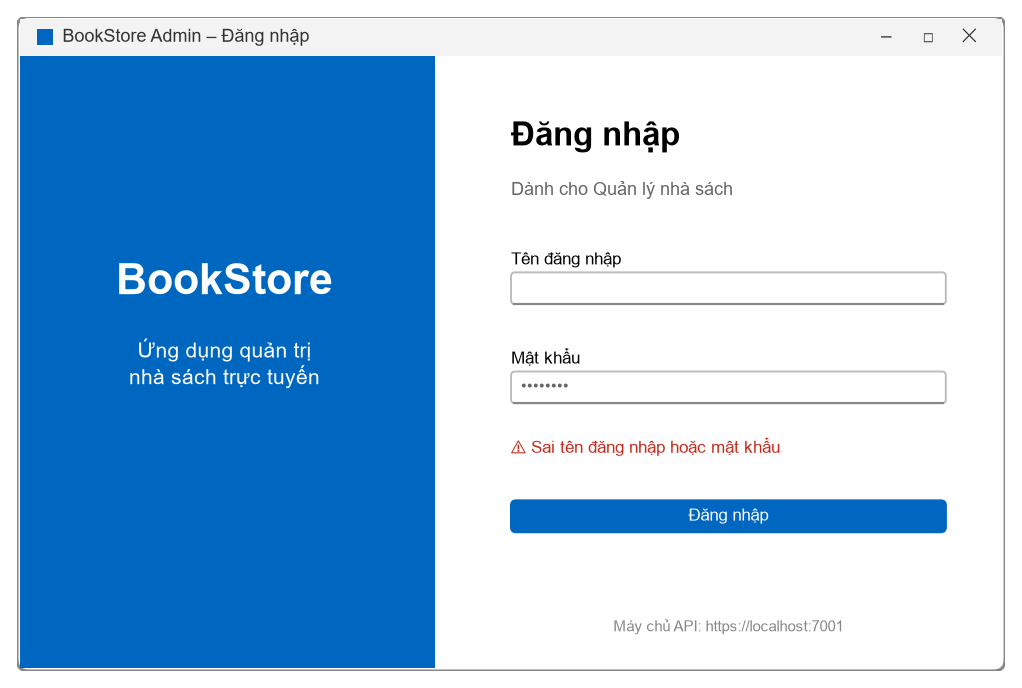 BookStore Admin – Đăng nhập
BookStore
Ứng dụng quản trị
nhà sách trực tuyến
Đăng nhập
Dành cho Quản lý nhà sách
Tên đăng nhập
Mật khẩu
••••••••
⚠ Sai tên đăng nhập hoặc mật khẩu
Đăng nhập
Máy chủ API: https://localhost:7001